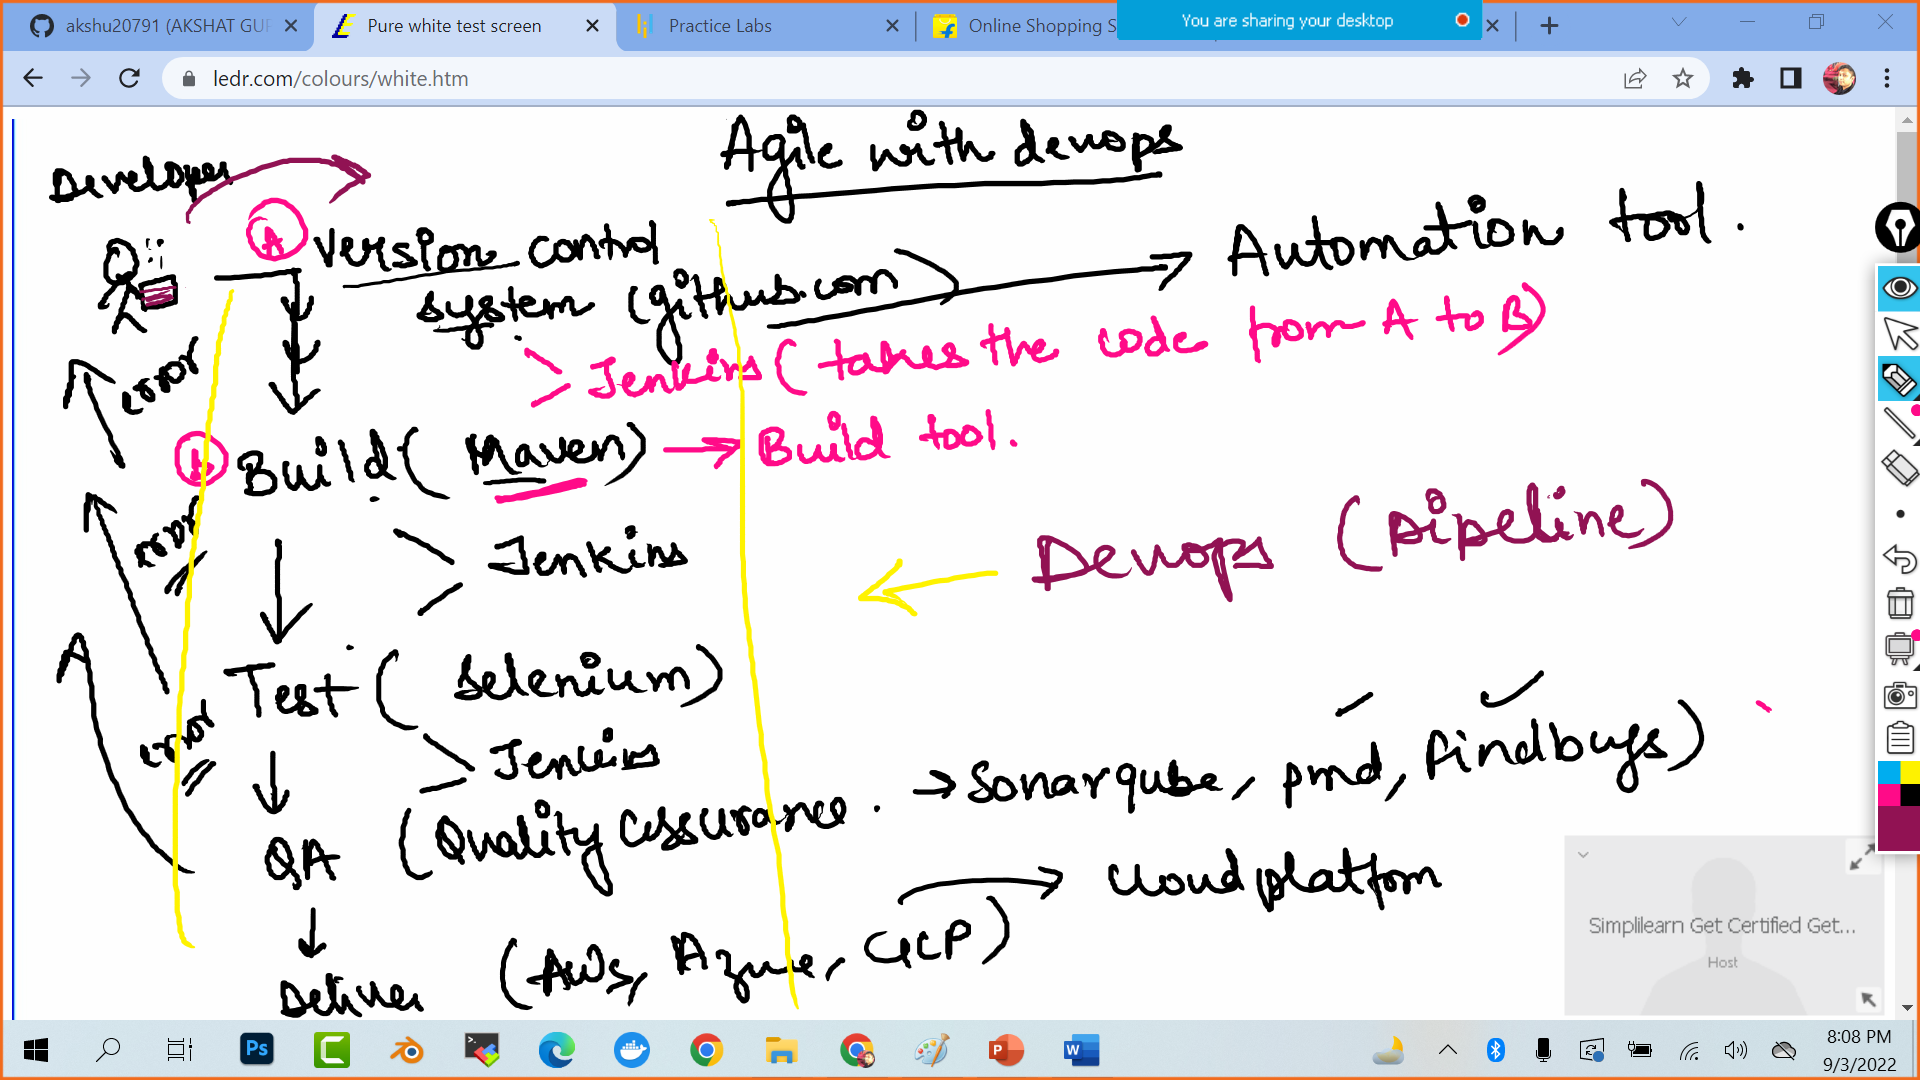 akshu20791 (AKSHAT GUP
Pure white test screen
Practice Labs
Online Shopping S
You are sharing your desktop
ledr.com/colours/white.htm
Agile with devops
Developer
A
version control
system (github.com)
Automation tool.
Jenkins (takes the code from A to B)
error
b
Build (Maven)
Build tool.
error
Jenkins
Devops (pipeline)
Test (selenium)
error
Jenkins
QA (Quality assurance.
Sonarqube, pmd, findbugs)
cloud platform
Deliver (AWS, Azure, GCP)
Simplilearn Get Certified Get...
Host
Ps
C
P
W
8:08 PM
9/3/2022